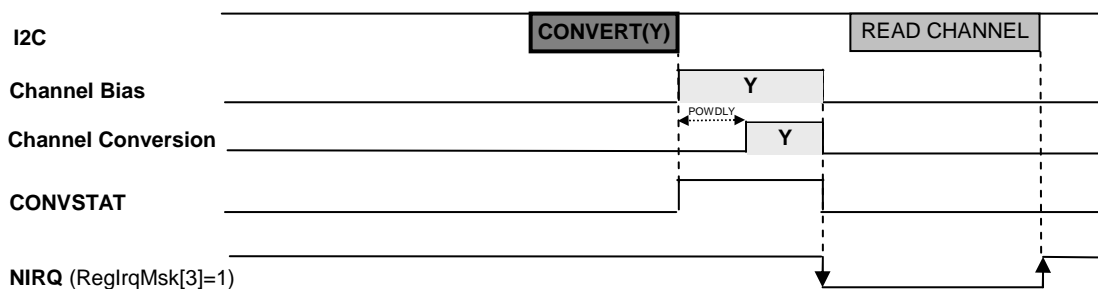 I2C CONVERT(Y) READ CHANNEL
Channel Bias Y
POWDLY
Channel Conversion Y
CONVSTAT
NIRQ (RegIrqMsk[3]=1)